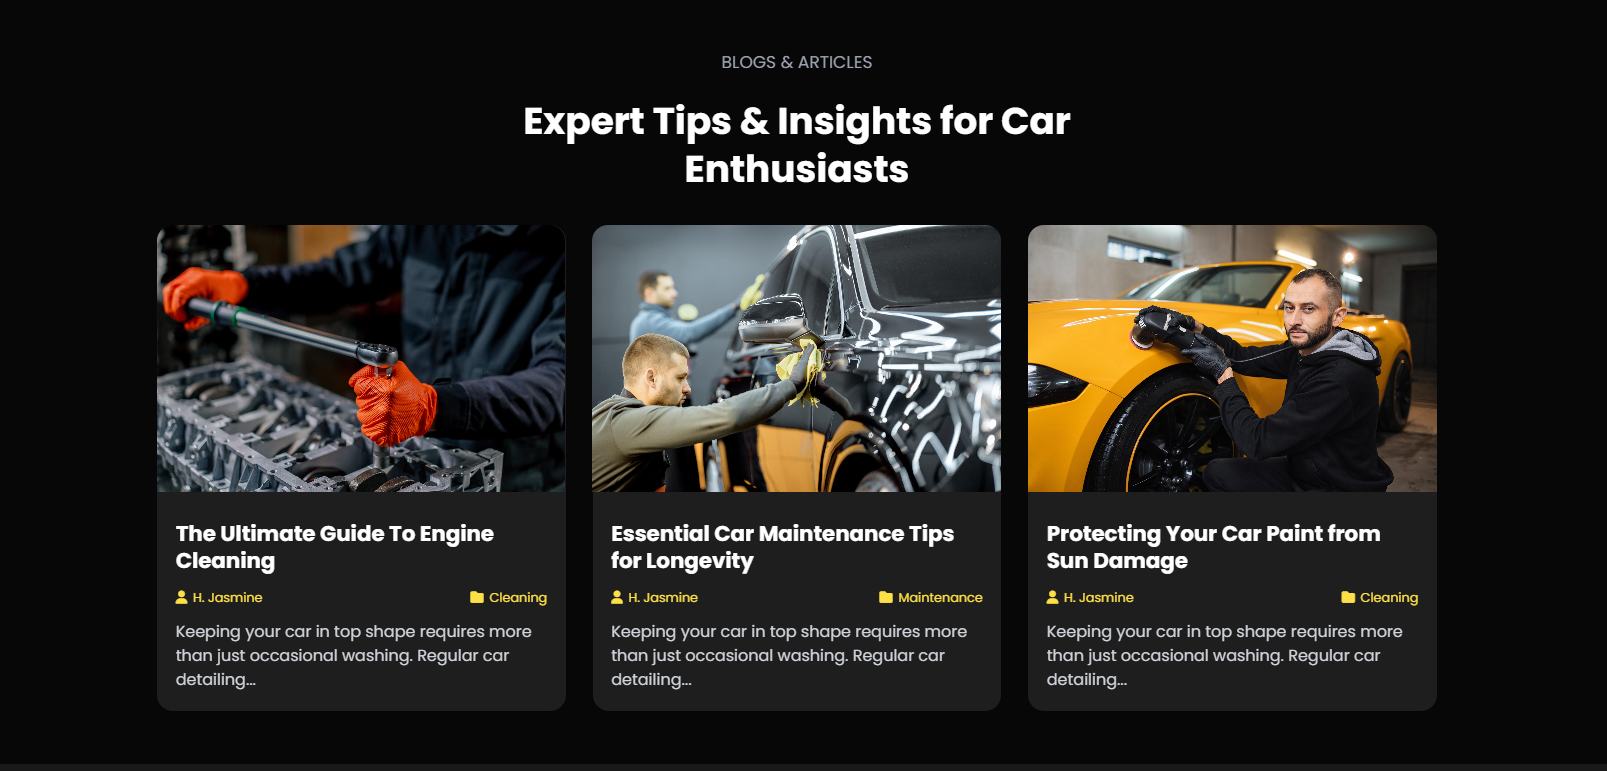 BLOGS & ARTICLES
Expert Tips & Insights for Car
Enthusiasts
The Ultimate Guide To Engine
Cleaning
H. Jasmine
Cleaning
Keeping your car in top shape requires more
than just occasional washing. Regular car
detailing...
Essential Car Maintenance Tips
for Longevity
H. Jasmine
Maintenance
Keeping your car in top shape requires more
than just occasional washing. Regular car
detailing...
Protecting Your Car Paint from
Sun Damage
H. Jasmine
Cleaning
Keeping your car in top shape requires more
than just occasional washing. Regular car
detailing...